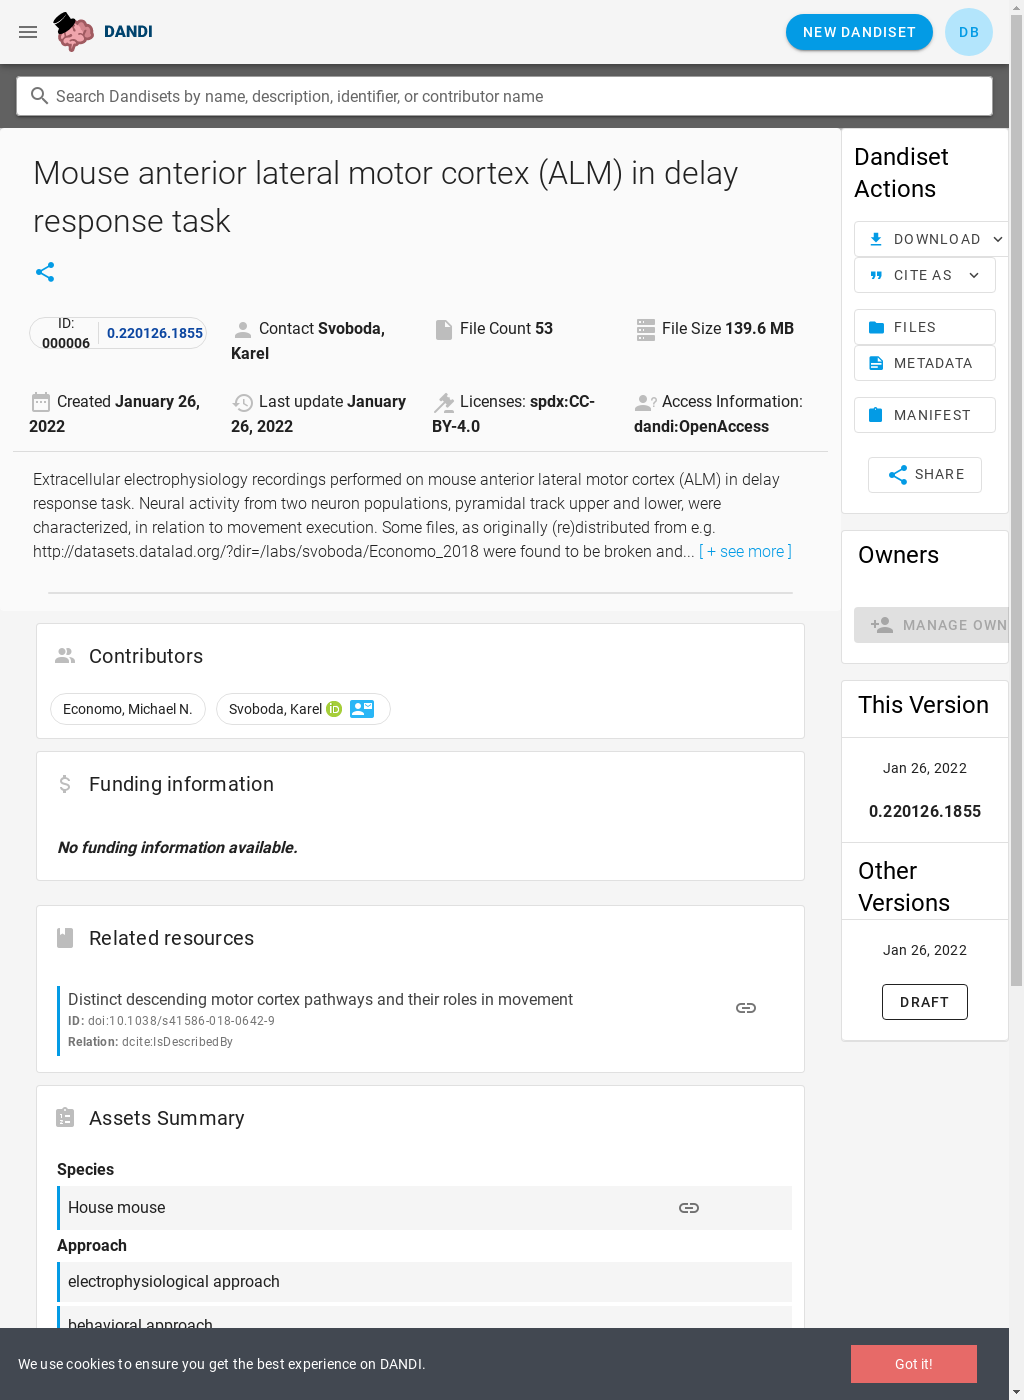 DANDI
NEW DANDISET
DB
Search Dandisets by name, description, identifier, or contributor name
Mouse anterior lateral motor cortex (ALM) in delay
response task
ID:
000006
0.220126.1855
Contact Svoboda,
Karel
File Count 53
File Size 139.6 MB
Created January 26,
2022
Last update January
26, 2022
Licenses: spdx:CC-
BY-4.0
Access Information:
dandi:OpenAccess
Extracellular electrophysiology recordings performed on mouse anterior lateral motor cortex (ALM) in delay
response task. Neural activity from two neuron populations, pyramidal track upper and lower, were
characterized, in relation to movement execution. Some files, as originally (re)distributed from e.g.
http://datasets.datalad.org/?dir=/labs/svoboda/Economo_2018 were found to be broken and... [ + see more ]
Contributors
Economo, Michael N.
Svoboda, Karel
Funding information
No funding information available.
Related resources
Distinct descending motor cortex pathways and their roles in movement
ID: doi:10.1038/s41586-018-0642-9
Relation: dcite:IsDescribedBy
Assets Summary
Species
House mouse
Approach
electrophysiological approach
behavioral approach
Dandiset
Actions
DOWNLOAD
CITE AS
FILES
METADATA
MANIFEST
SHARE
Owners
MANAGE OWN
This Version
Jan 26, 2022
0.220126.1855
Other
Versions
Jan 26, 2022
DRAFT
We use cookies to ensure you get the best experience on DANDI.
Got it!